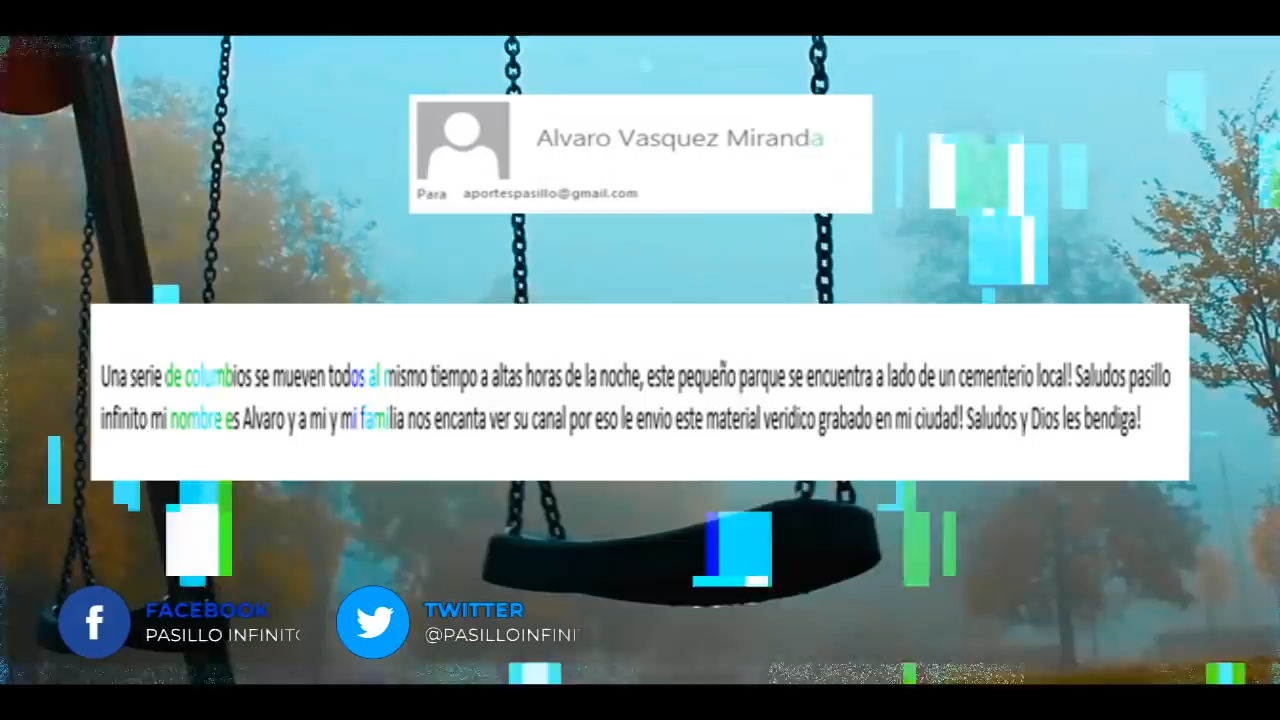 Alvaro Vasquez Miranda
Para aportespasillo@gmail.com
Una serie de columbios se mueven todos al mismo tiempo a altas horas de la noche, este pequeño parque se encuentra a lado de un cementerio local! Saludos pasillo
infinito mi nombre es Alvaro y a mi y mi familia nos encanta ver su canal por eso le envio este material veridico grabado en mi ciudad! Saludos y Dios les bendiga!
FACEBOOK
PASILLO INFINITO
TWITTER
@PASILLOINFINI